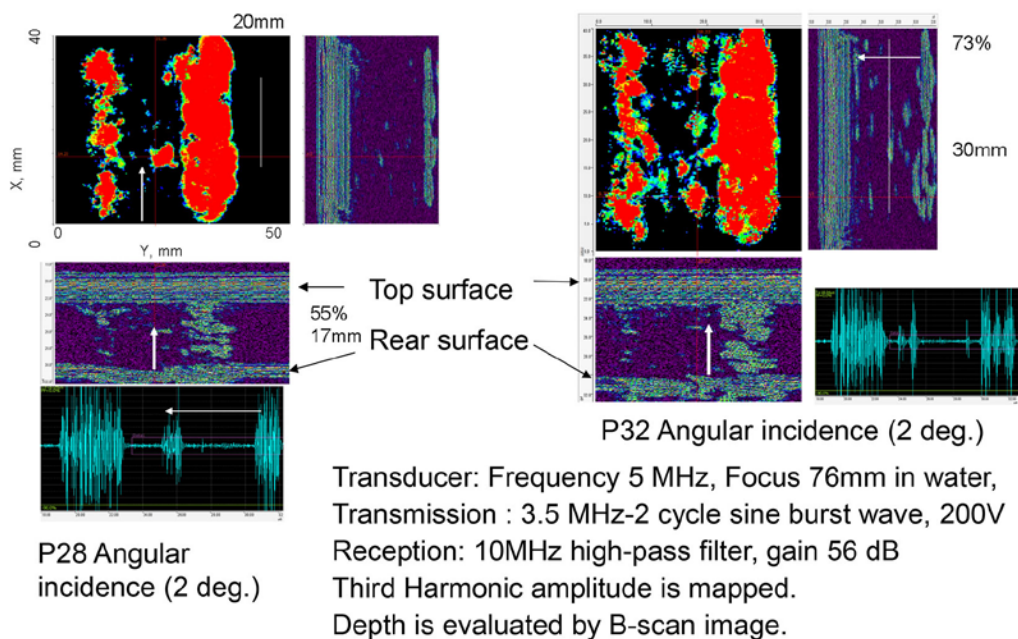 20mm
40
X, mm
0
0
50
Y, mm
73%
30mm
Top surface
55%
17mm
Rear surface
P28 Angular
incidence (2 deg.)
P32 Angular incidence (2 deg.)
Transducer: Frequency 5 MHz, Focus 76mm in water,
Transmission : 3.5 MHz-2 cycle sine burst wave, 200V
Reception: 10MHz high-pass filter, gain 56 dB
Third Harmonic amplitude is mapped.
Depth is evaluated by B-scan image.